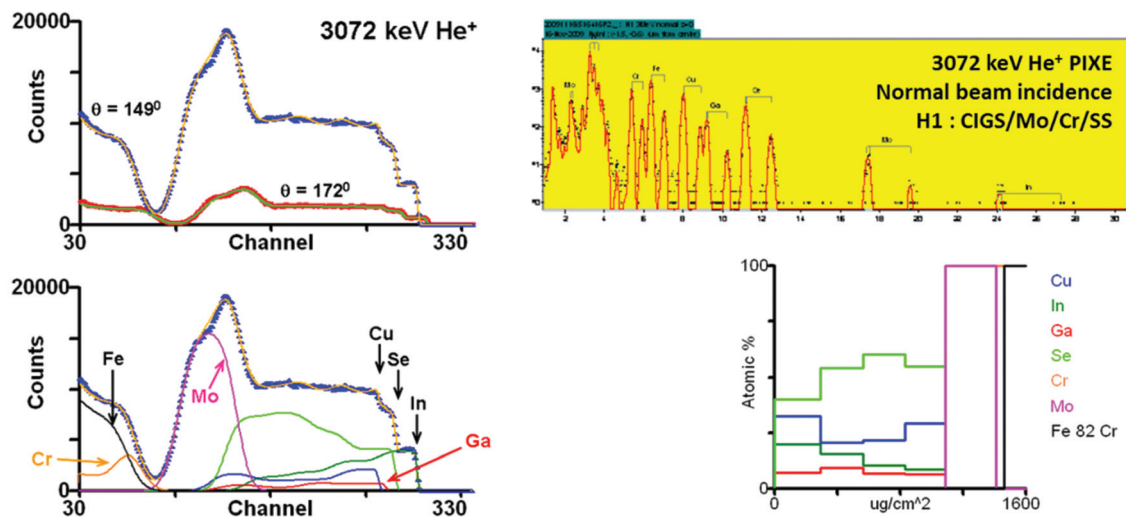 20000
3072 keV He+
Counts
θ = 149⁰
θ = 172⁰
0
30
Channel
330
3072 keV He+ PIXE
Normal beam incidence
H1 : CIGS/Mo/Cr/SS
Mo
Cr
Fe
Cu
Ga
Mo
In
2
4
6
8
10
12
14
16
18
20
22
24
26
28
30
20000
Counts
Fe
Mo
Cu
Se
In
Ga
Cr
0
30
Channel
330
100
Atomic %
0
0
ug/cm^2
1600
Cu
In
Ga
Se
Cr
Mo
Fe 82 Cr